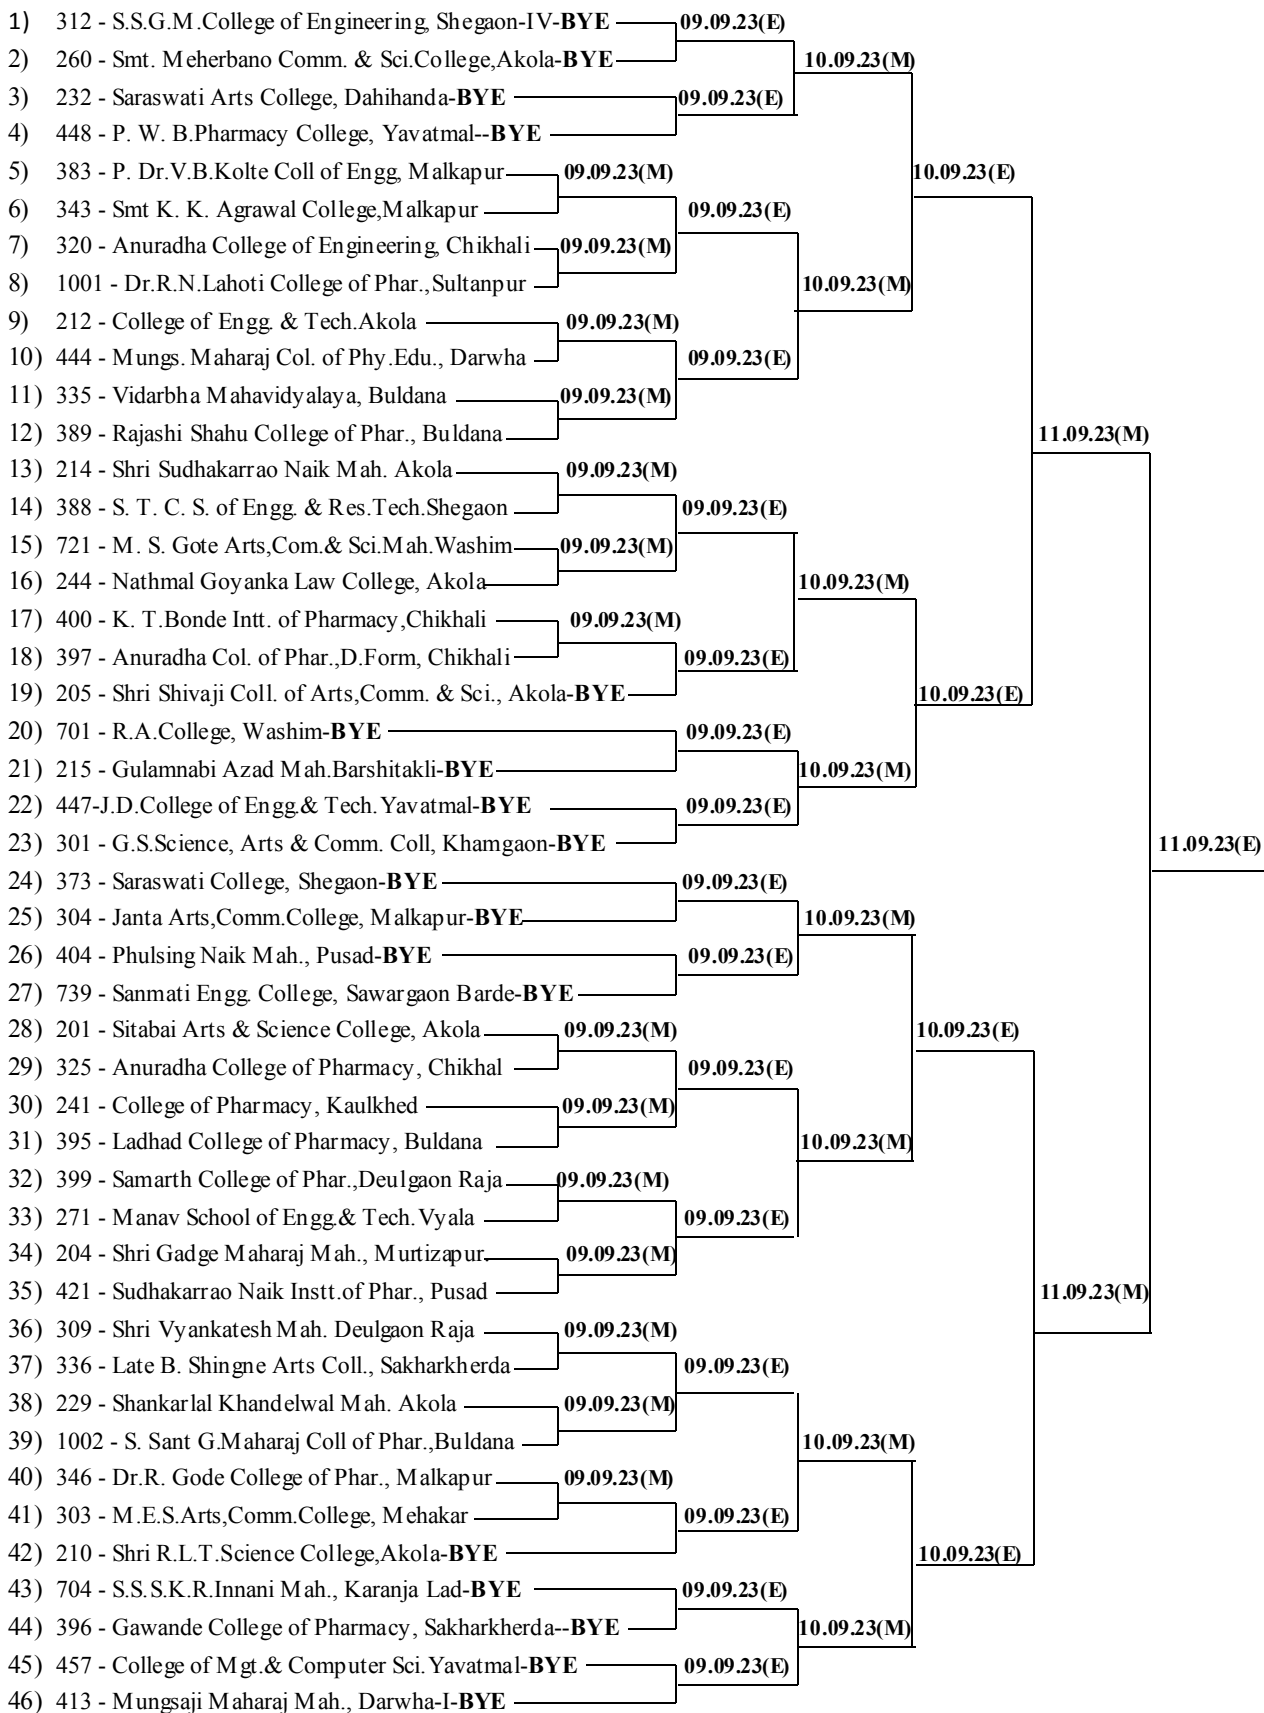 1) 312 - S.S.G.M.College of Engineering, Shegaon-IV-BYE 09.09.23(E)
2) 260 - Smt. Meherbano Comm. & Sci.College,Akola-BYE 10.09.23(M)
3) 232 - Saraswati Arts College, Dahihanda-BYE 09.09.23(E)
4) 448 - P. W. B.Pharmacy College, Yavatmal--BYE
5) 383 - P. Dr.V.B.Kolte Coll of Engg, Malkapur 09.09.23(M) 10.09.23(E)
6) 343 - Smt K. K. Agrawal College,Malkapur 09.09.23(E)
7) 320 - Anuradha College of Engineering, Chikhali 09.09.23(M)
8) 1001 - Dr.R.N.Lahoti College of Phar.,Sultanpur 10.09.23(M)
9) 212 - College of Engg. & Tech.Akola 09.09.23(M)
10) 444 - Mungs. Maharaj Col. of Phy.Edu., Darwha 09.09.23(E)
11) 335 - Vidarbha Mahavidyalaya, Buldana 09.09.23(M)
12) 389 - Rajashi Shahu College of Phar., Buldana 11.09.23(M)
13) 214 - Shri Sudhakarrao Naik Mah. Akola 09.09.23(M)
14) 388 - S. T. C. S. of Engg. & Res.Tech.Shegaon 09.09.23(E)
15) 721 - M. S. Gote Arts,Com.& Sci.Mah.Washim 09.09.23(M)
16) 244 - Nathmal Goyanka Law College, Akola 10.09.23(M)
17) 400 - K. T.Bonde Intt. of Pharmacy,Chikhali 09.09.23(M)
18) 397 - Anuradha Col. of Phar.,D.Form, Chikhali 09.09.23(E)
19) 205 - Shri Shivaji Coll. of Arts,Comm. & Sci., Akola-BYE 10.09.23(E)
20) 701 - R.A.College, Washim-BYE 09.09.23(E)
21) 215 - Gulamnabi Azad Mah.Barshitakli-BYE 10.09.23(M)
22) 447-J.D.College of Engg.& Tech.Yavatmal-BYE 09.09.23(E)
23) 301 - G.S.Science, Arts & Comm. Coll, Khamgaon-BYE 11.09.23(E)
24) 373 - Saraswati College, Shegaon-BYE 09.09.23(E)
25) 304 - Janta Arts,Comm.College, Malkapur-BYE 10.09.23(M)
26) 404 - Phulsing Naik Mah., Pusad-BYE 09.09.23(E)
27) 739 - Sanmati Engg. College, Sawargaon Barde-BYE
28) 201 - Sitabai Arts & Science College, Akola 09.09.23(M) 10.09.23(E)
29) 325 - Anuradha College of Pharmacy, Chikhal 09.09.23(E)
30) 241 - College of Pharmacy, Kaulkhed 09.09.23(M)
31) 395 - Ladhad College of Pharmacy, Buldana 10.09.23(M)
32) 399 - Samarth College of Phar.,Deulgaon Raja 09.09.23(M)
33) 271 - Manav School of Engg.& Tech.Vyala 09.09.23(E)
34) 204 - Shri Gadge Maharaj Mah., Murtizapur. 09.09.23(M)
35) 421 - Sudhakarrao Naik Instt.of Phar., Pusad 11.09.23(M)
36) 309 - Shri Vyankatesh Mah. Deulgaon Raja 09.09.23(M)
37) 336 - Late B. Shingne Arts Coll., Sakharkherda 09.09.23(E)
38) 229 - Shankarlal Khandelwal Mah. Akola 09.09.23(M)
39) 1002 - S. Sant G.Maharaj Coll of Phar.,Buldana 10.09.23(M)
40) 346 - Dr.R. Gode College of Phar., Malkapur 09.09.23(M)
41) 303 - M.E.S.Arts,Comm.College, Mehakar 09.09.23(E)
42) 210 - Shri R.L.T.Science College,Akola-BYE 10.09.23(E)
43) 704 - S.S.S.K.R.Innani Mah., Karanja Lad-BYE 09.09.23(E)
44) 396 - Gawande College of Pharmacy, Sakharkherda--BYE 10.09.23(M)
45) 457 - College of Mgt.& Computer Sci.Yavatmal-BYE 09.09.23(E)
46) 413 - Mungsaji Maharaj Mah., Darwha-I-BYE